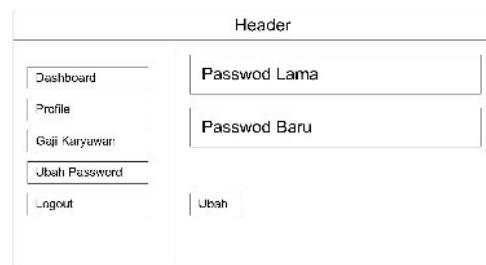 Header
Dashboard
Profile
Gaji Karyawan
Ubah Password
Logout
Passwod Lama
Passwod Baru
Ubah